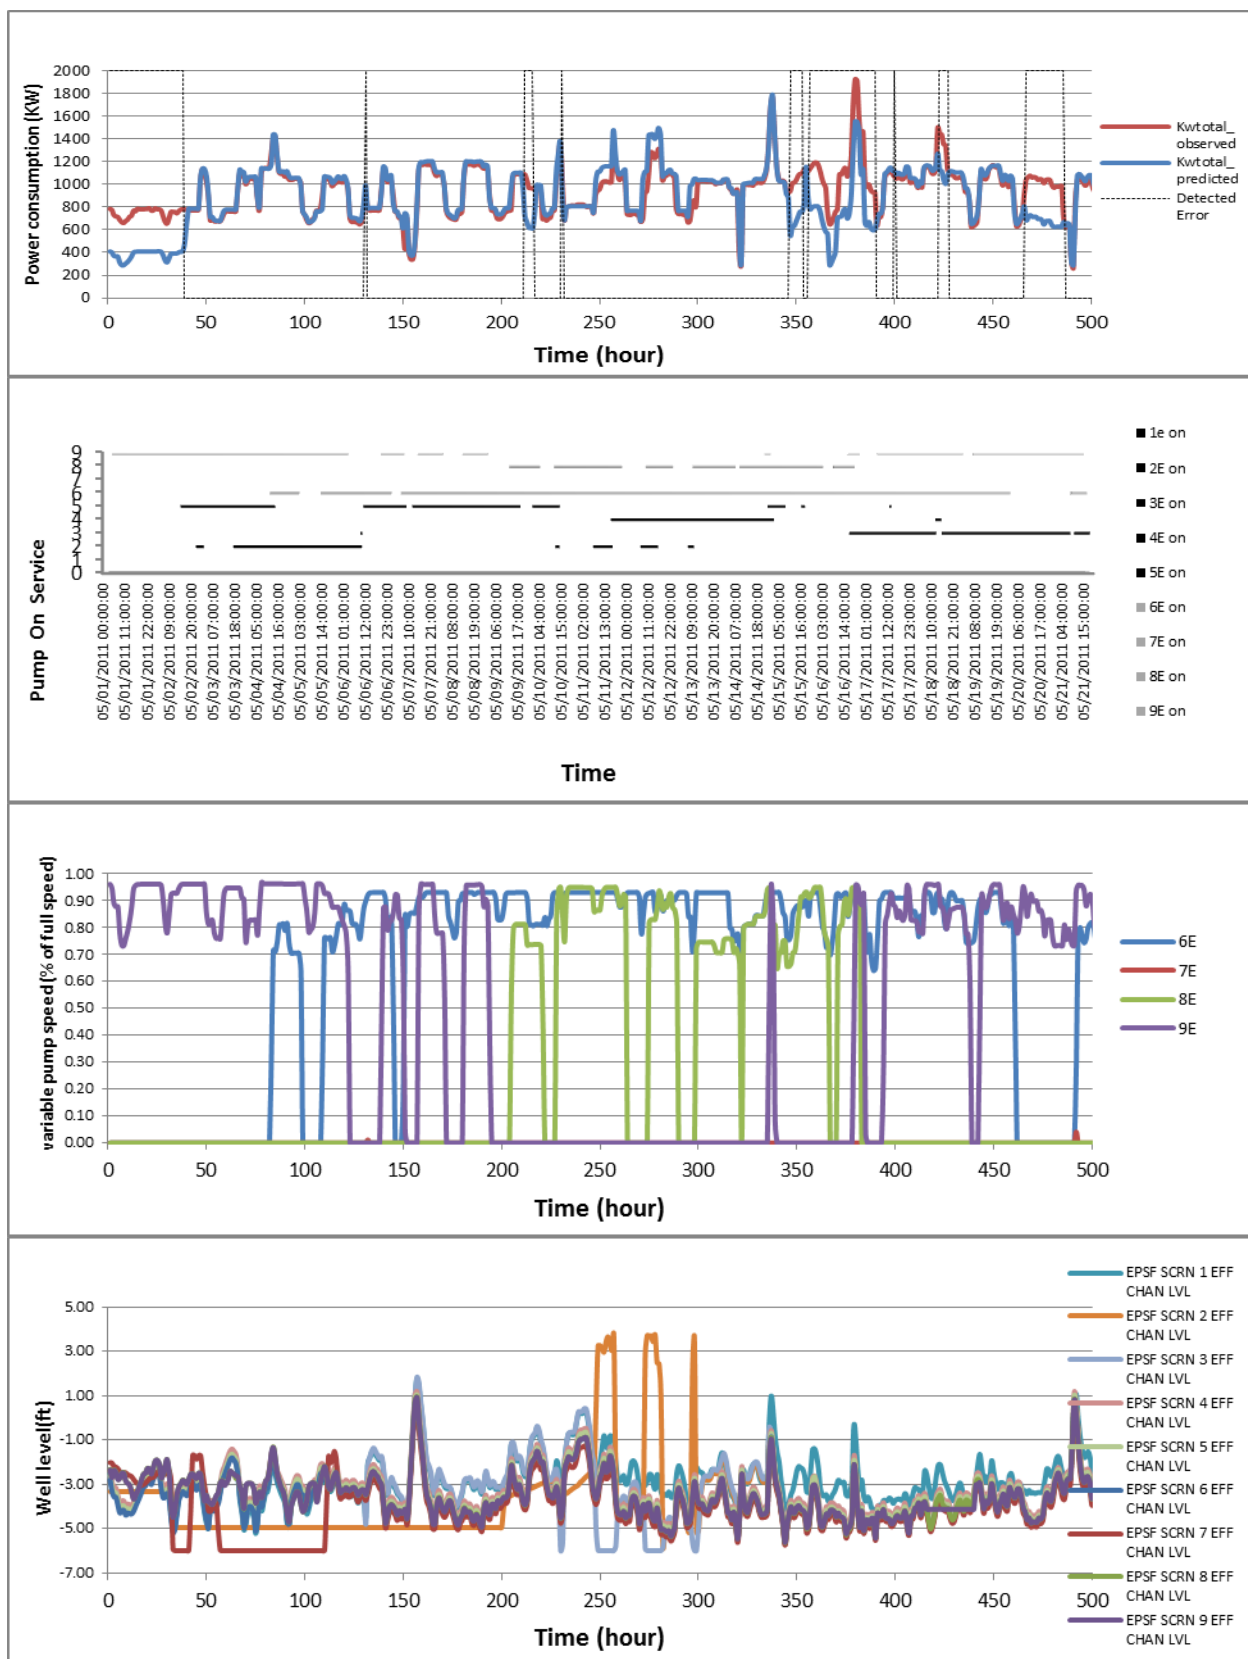 Power consumption (KW)
2000
1800
1600
1400
1200
1000
800
600
400
200
0
0 50 100 150 200 250 300 350 400 450 500
Time (hour)
Kwtotal_
observed
Kwtotal_
predicted
Detected
Error
Pump On Service
9
8
7
6
5
4
3
2
1
0
05/01/2011 00:00:00
05/01/2011 11:00:00
05/01/2011 22:00:00
05/02/2011 09:00:00
05/02/2011 20:00:00
05/03/2011 07:00:00
05/03/2011 18:00:00
05/04/2011 05:00:00
05/04/2011 16:00:00
05/05/2011 03:00:00
05/05/2011 14:00:00
05/06/2011 01:00:00
05/06/2011 12:00:00
05/06/2011 23:00:00
05/07/2011 10:00:00
05/07/2011 21:00:00
05/08/2011 08:00:00
05/08/2011 19:00:00
05/09/2011 06:00:00
05/09/2011 17:00:00
05/10/2011 04:00:00
05/10/2011 15:00:00
05/11/2011 02:00:00
05/11/2011 13:00:00
05/12/2011 00:00:00
05/12/2011 11:00:00
05/12/2011 22:00:00
05/13/2011 09:00:00
05/13/2011 20:00:00
05/14/2011 07:00:00
05/14/2011 18:00:00
05/15/2011 05:00:00
05/15/2011 16:00:00
05/16/2011 03:00:00
05/16/2011 14:00:00
05/17/2011 01:00:00
05/17/2011 12:00:00
05/17/2011 23:00:00
05/18/2011 10:00:00
05/18/2011 21:00:00
05/19/2011 08:00:00
05/19/2011 19:00:00
05/20/2011 06:00:00
05/20/2011 17:00:00
05/21/2011 04:00:00
05/21/2011 15:00:00
Time
1e on
2E on
3E on
4E on
5E on
6E on
7E on
8E on
9E on
variable pump speed (% of full speed)
1.00
0.90
0.80
0.70
0.60
0.50
0.40
0.30
0.20
0.10
0.00
0 50 100 150 200 250 300 350 400 450 500
Time (hour)
6E
7E
8E
9E
Well level(ft)
5.00
3.00
1.00
-1.00
-3.00
-5.00
-7.00
0 50 100 150 200 250 300 350 400 450 500
Time (hour)
EPSF SCRN 1 EFF
CHAN LVL
EPSF SCRN 2 EFF
CHAN LVL
EPSF SCRN 3 EFF
CHAN LVL
EPSF SCRN 4 EFF
CHAN LVL
EPSF SCRN 5 EFF
CHAN LVL
EPSF SCRN 6 EFF
CHAN LVL
EPSF SCRN 7 EFF
CHAN LVL
EPSF SCRN 8 EFF
CHAN LVL
EPSF SCRN 9 EFF
CHAN LVL